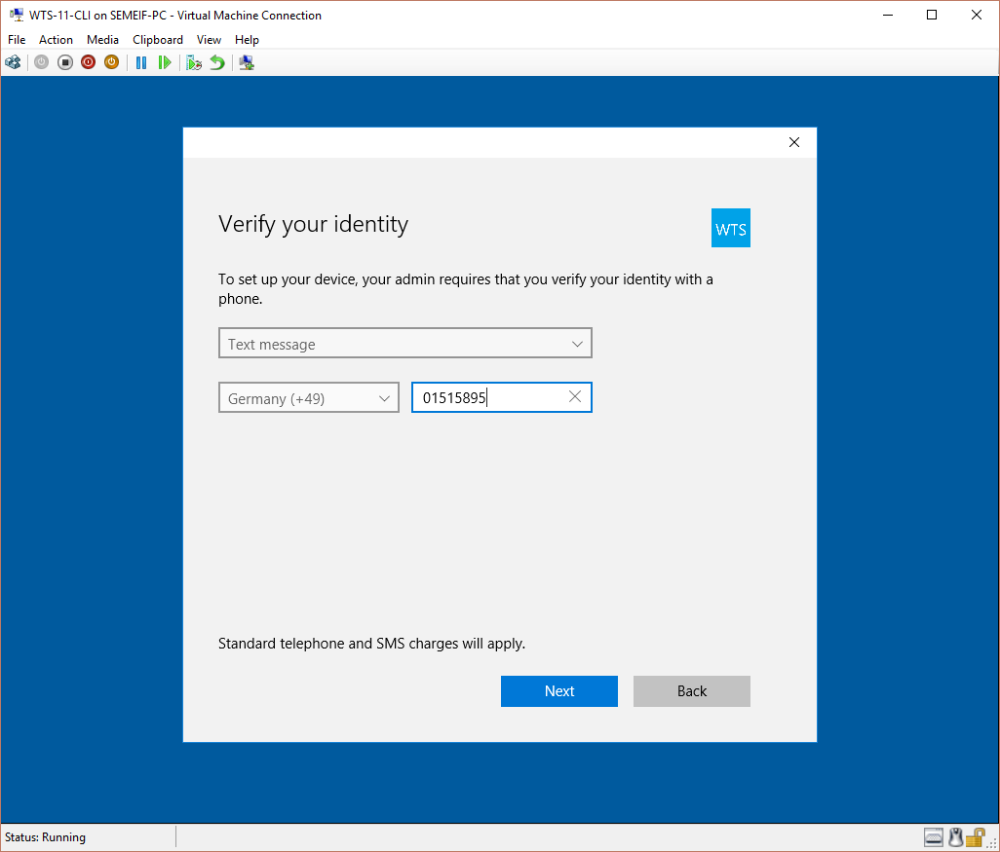 WTS-11-CLI on SEMEIF-PC - Virtual Machine Connection
File Action Media Clipboard View Help
Verify your identity
WTS
To set up your device, your admin requires that you verify your identity with a
phone.
Text message
Germany (+49) 01515895
Standard telephone and SMS charges will apply.
Next Back
Status: Running